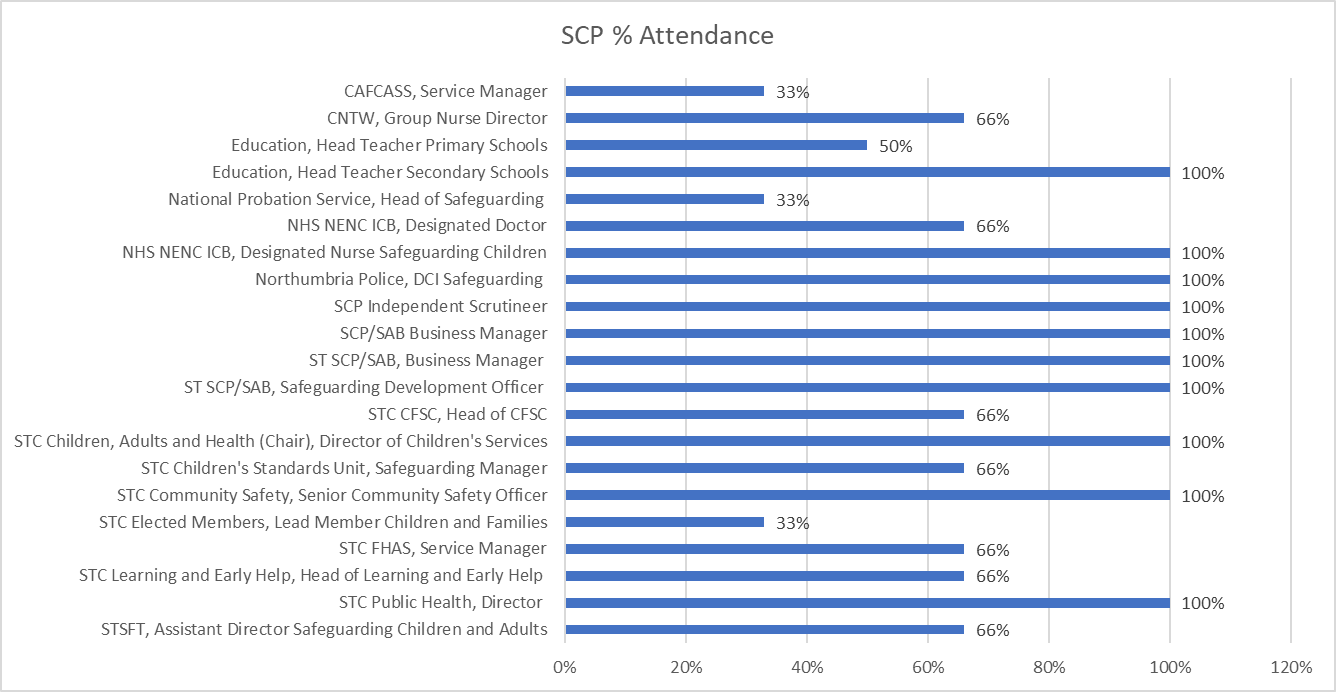 SCP % Attendance
CAFCASS, Service Manager 33%
CNTW, Group Nurse Director 66%
Education, Head Teacher Primary Schools 50%
Education, Head Teacher Secondary Schools 100%
National Probation Service, Head of Safeguarding 33%
NHS NENC ICB, Designated Doctor 66%
NHS NENC ICB, Designated Nurse Safeguarding Children 100%
Northumbria Police, DCI Safeguarding 100%
SCP Independent Scrutineer 100%
SCP/SAB Business Manager 100%
ST SCP/SAB, Business Manager 100%
ST SCP/SAB, Safeguarding Development Officer 100%
STC CFSC, Head of CFSC 66%
STC Children, Adults and Health (Chair), Director of Children's Services 100%
STC Children's Standards Unit, Safeguarding Manager 66%
STC Community Safety, Senior Community Safety Officer 100%
STC Elected Members, Lead Member Children and Families 33%
STC FHAS, Service Manager 66%
STC Learning and Early Help, Head of Learning and Early Help 66%
STC Public Health, Director 100%
STSFT, Assistant Director Safeguarding Children and Adults 66%
0% 20% 40% 60% 80% 100% 120%